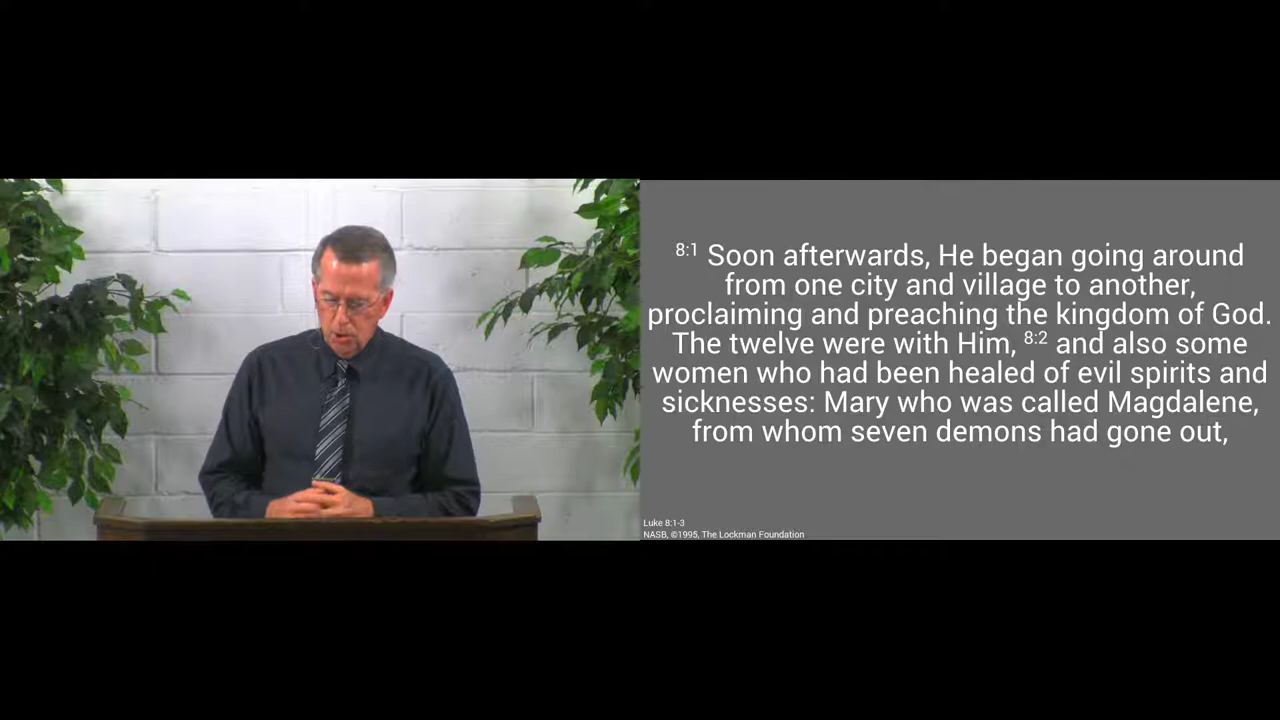 8:1 Soon afterwards, He began going around
from one city and village to another,
proclaiming and preaching the kingdom of God.
The twelve were with Him, 8:2 and also some
women who had been healed of evil spirits and
sicknesses: Mary who was called Magdalene,
from whom seven demons had gone out,
Luke 8:1-3
NASB, ©1995, The Lockman Foundation